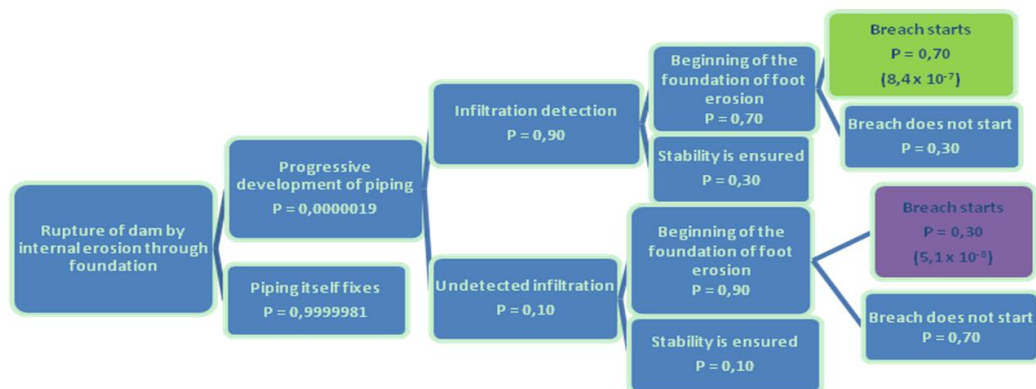 Rupture of dam by
internal erosion through
foundation
Progressive
development of piping
P = 0,0000019
Piping itself fixes
P = 0,9999981
Infiltration detection
P = 0,90
Undetected infiltration
P = 0,10
Beginning of the
foundation of foot
erosion
P = 0,70
Stability is ensured
P = 0,30
Beginning of the
foundation of foot
erosion
P = 0,90
Stability is ensured
P = 0,10
Breach starts
P = 0,70
(8,4 x 10⁻⁷)
Breach does not start
P = 0,30
Breach starts
P = 0,30
(5,1 x 10⁻⁸)
Breach does not start
P = 0,70